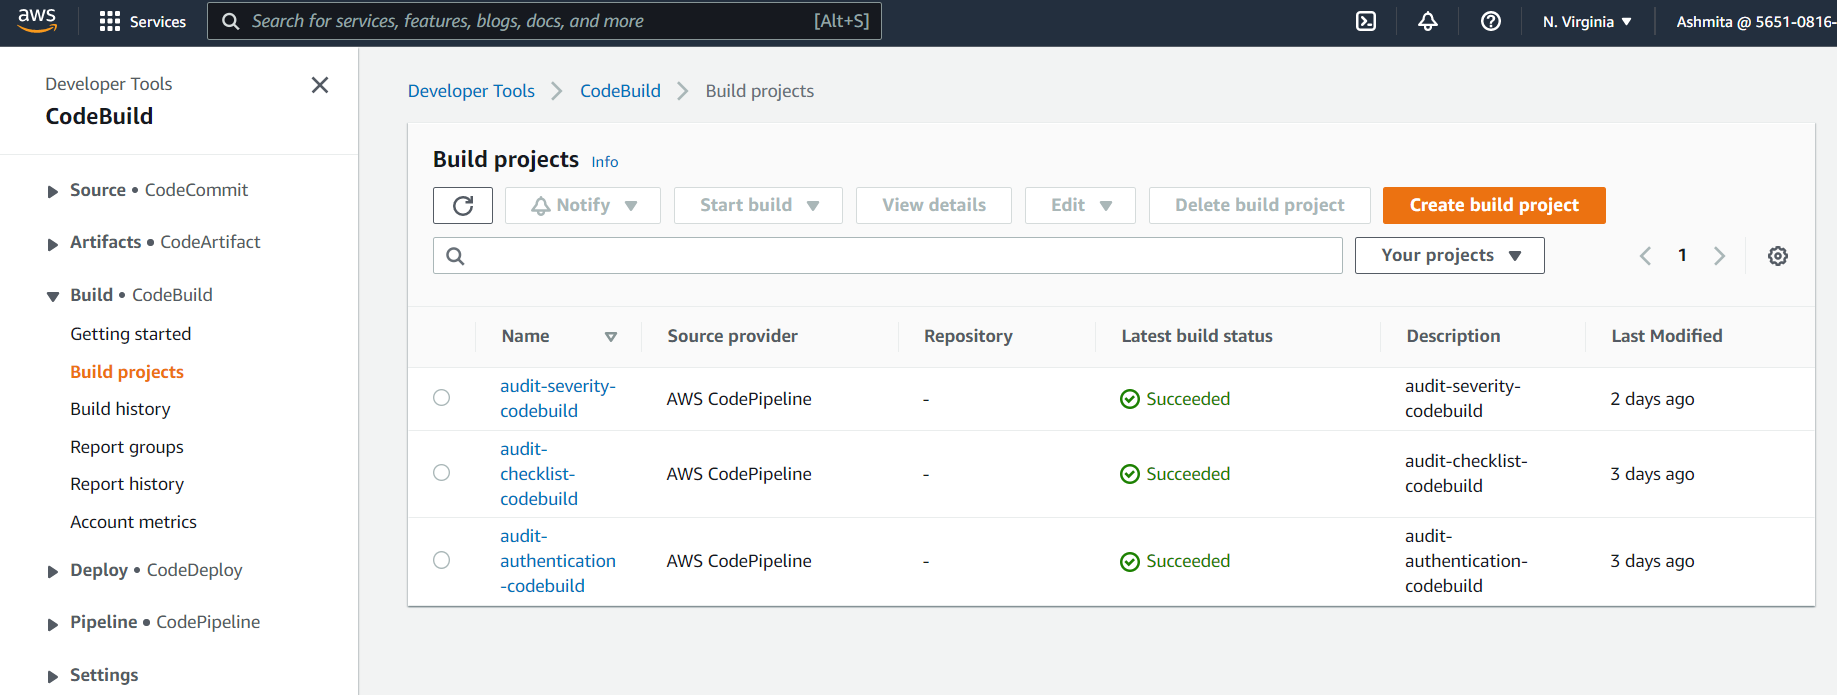 aws
Services
Search for services, features, blogs, docs, and more
[Alt+S]
N. Virginia
Ashmita @ 5651-0816-
Developer Tools
CodeBuild
Source • CodeCommit
Artifacts • CodeArtifact
Build • CodeBuild
Getting started
Build projects
Build history
Report groups
Report history
Account metrics
Deploy • CodeDeploy
Pipeline • CodePipeline
Settings
Developer Tools
CodeBuild
Build projects
Build projects Info
Notify
Start build
View details
Edit
Delete build project
Create build project
Your projects
1
Name
Source provider
Repository
Latest build status
Description
Last Modified
audit-severity-
codebuild
AWS CodePipeline
-
Succeeded
audit-severity-
codebuild
2 days ago
audit-
checklist-
codebuild
AWS CodePipeline
-
Succeeded
audit-checklist-
codebuild
3 days ago
audit-
authentication
-codebuild
AWS CodePipeline
-
Succeeded
audit-
authentication-
codebuild
3 days ago